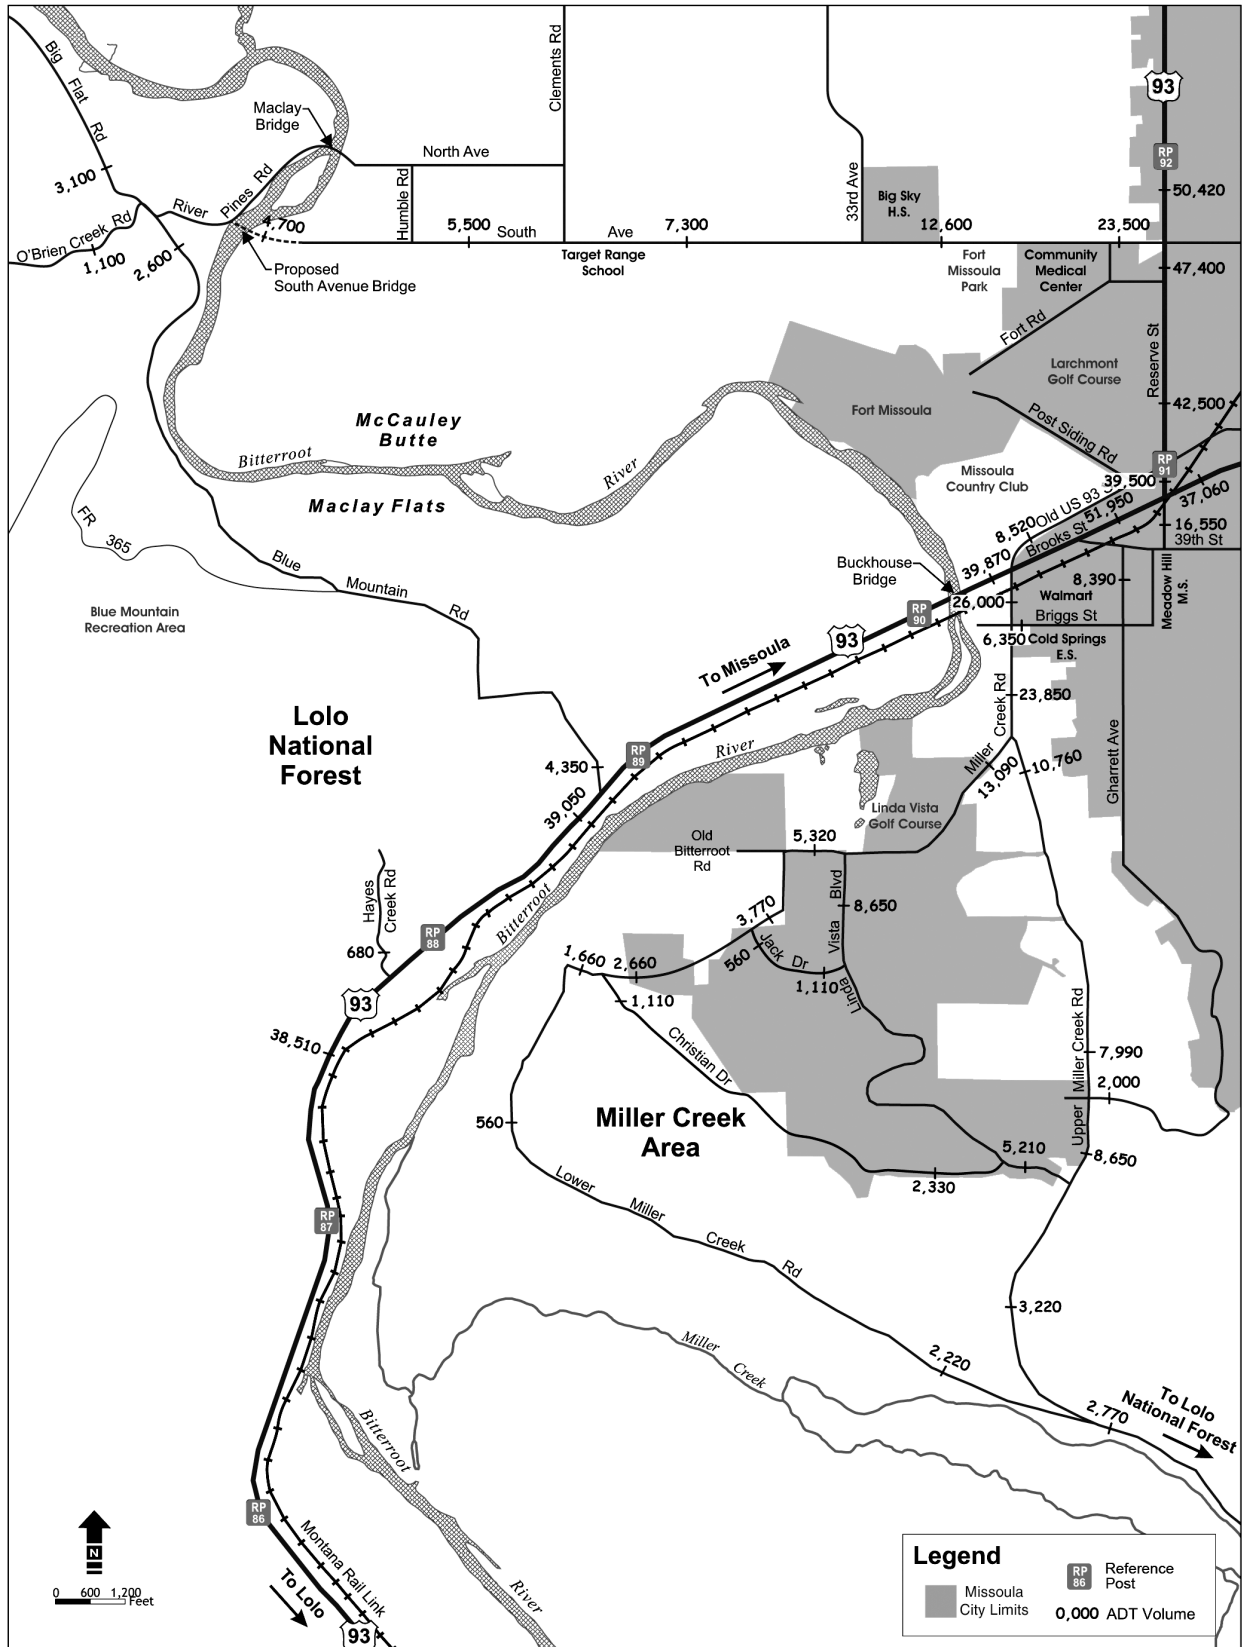 Big Flat Rd
Clements Rd
93
Maclay
Bridge
RP
92
North Ave
3,100
River Pines Rd
Humble Rd
33rd Ave
Big Sky
H.S.
50,420
O'Brien Creek Rd
1,100
2,600
4,700
5,500
South Ave
7,300
12,600
23,500
Proposed
South Avenue Bridge
Target Range
School
Fort
Missoula
Park
Community
Medical
Center
47,400
Fort Rd
Reserve St
Larchmont
Golf Course
McCauley
Butte
Fort Missoula
42,500
Post Siding Rd
Bitterroot
River
Maclay Flats
Missoula
Country Club
RP
91
39,500
37,060
FR 365
8,520
Old US 93 S
51,950
Brooks St
16,550
39th St
39,870
Buckhouse
Bridge
8,390
Meadow Hill
M.S.
Blue Mountain Rd
Blue Mountain
Recreation Area
26,000
Walmart
Briggs St
RP
90
6,350
Cold Springs
E.S.
93
To Missoula
Miller Creek Rd
23,850
Lolo
National
Forest
River
RP
89
4,350
13,090
10,760
Gharrett Ave
39,050
Linda Vista
Golf Course
Old
Bitterroot
Rd
5,320
Hayes
Creek Rd
Bitterroot
Linda Vista Blvd
8,650
3,770
RP
88
680
Jack Dr
560
1,660
2,660
1,110
1,110
93
38,510
Christian Dr
Upper Miller Creek Rd
7,990
2,000
560
Miller Creek
Area
5,210
8,650
2,330
Lower Miller Creek Rd
RP
87
3,220
Miller Creek
2,220
2,770
To Lolo
National Forest
Bitterroot
River
RP
86
Montana Rail Link
To Lolo
93
N
0 600 1,200
Feet
Legend
Missoula
City Limits
RP
86
Reference
Post
0,000 ADT Volume